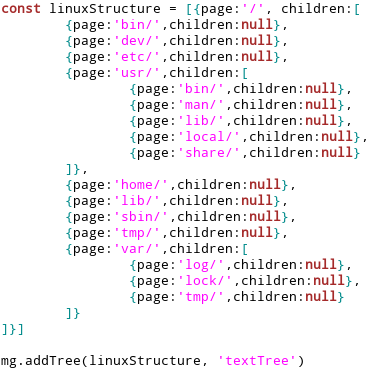 const linuxStructure = [{page:'/', children:[
        {page:'bin/',children:null},
        {page:'dev/',children:null},
        {page:'etc/',children:null},
        {page:'usr/',children:[
                {page:'bin/',children:null},
                {page:'man/',children:null},
                {page:'lib/',children:null},
                {page:'local/',children:null},
                {page:'share/',children:null}
        ]},
        {page:'home/',children:null},
        {page:'lib/',children:null},
        {page:'sbin/',children:null},
        {page:'tmp/',children:null},
        {page:'var/',children:[
                {page:'log/',children:null},
                {page:'lock/',children:null},
                {page:'tmp/',children:null}
        ]}
]}]

mg.addTree(linuxStructure, 'textTree')